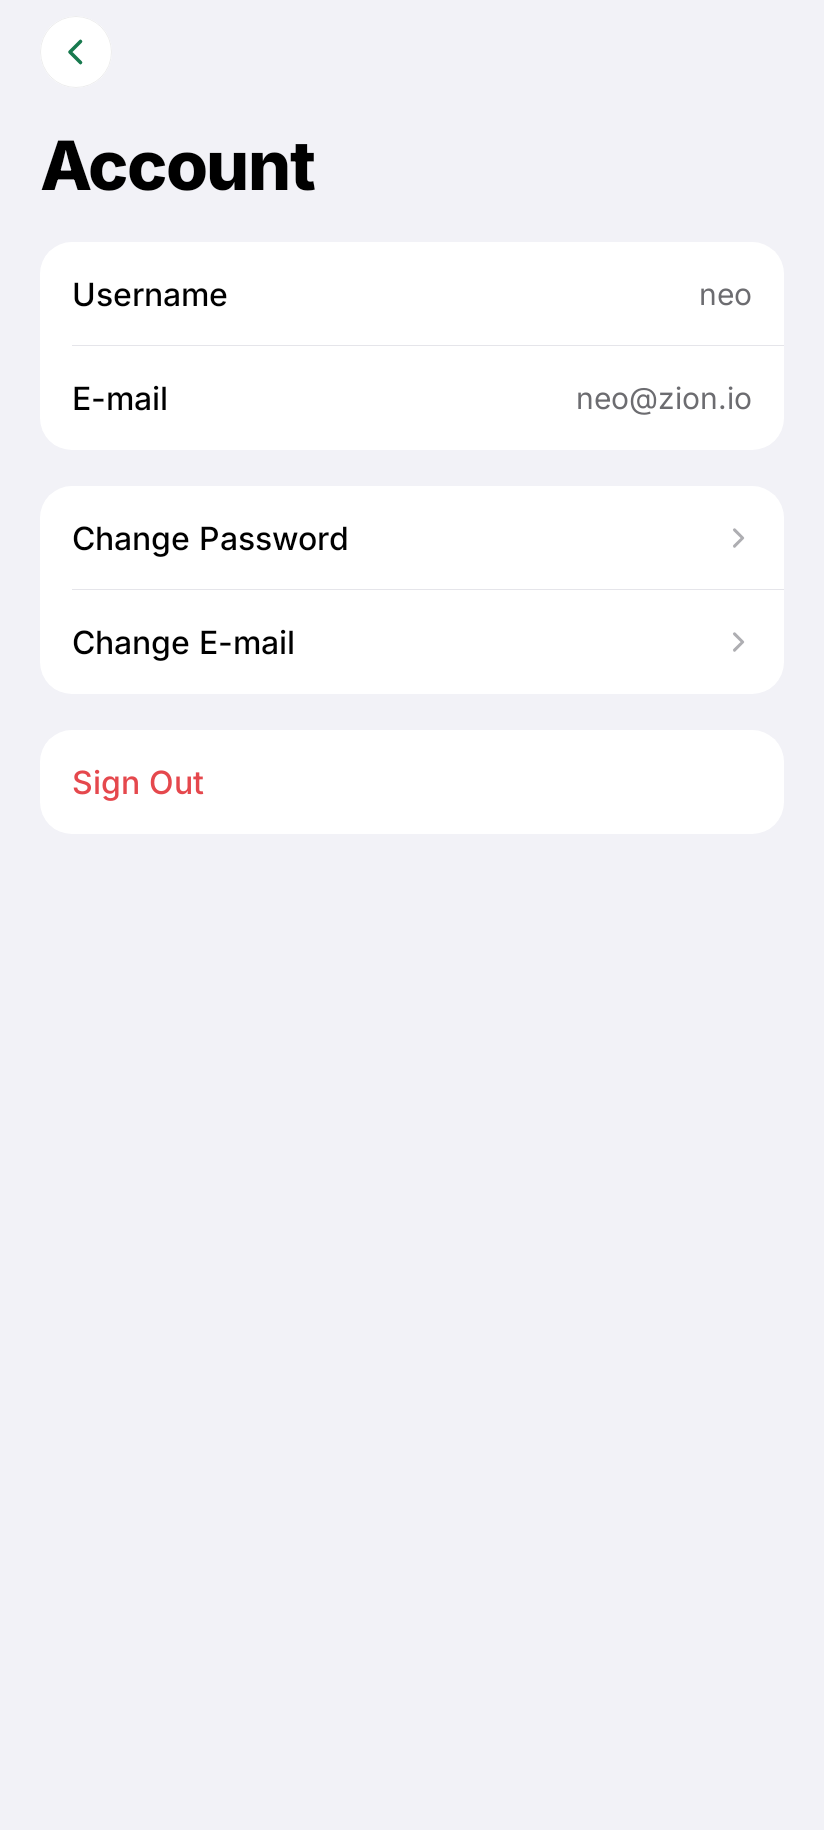 Account
Username neo
E-mail neo@zion.io
Change Password
Change E-mail
Sign Out